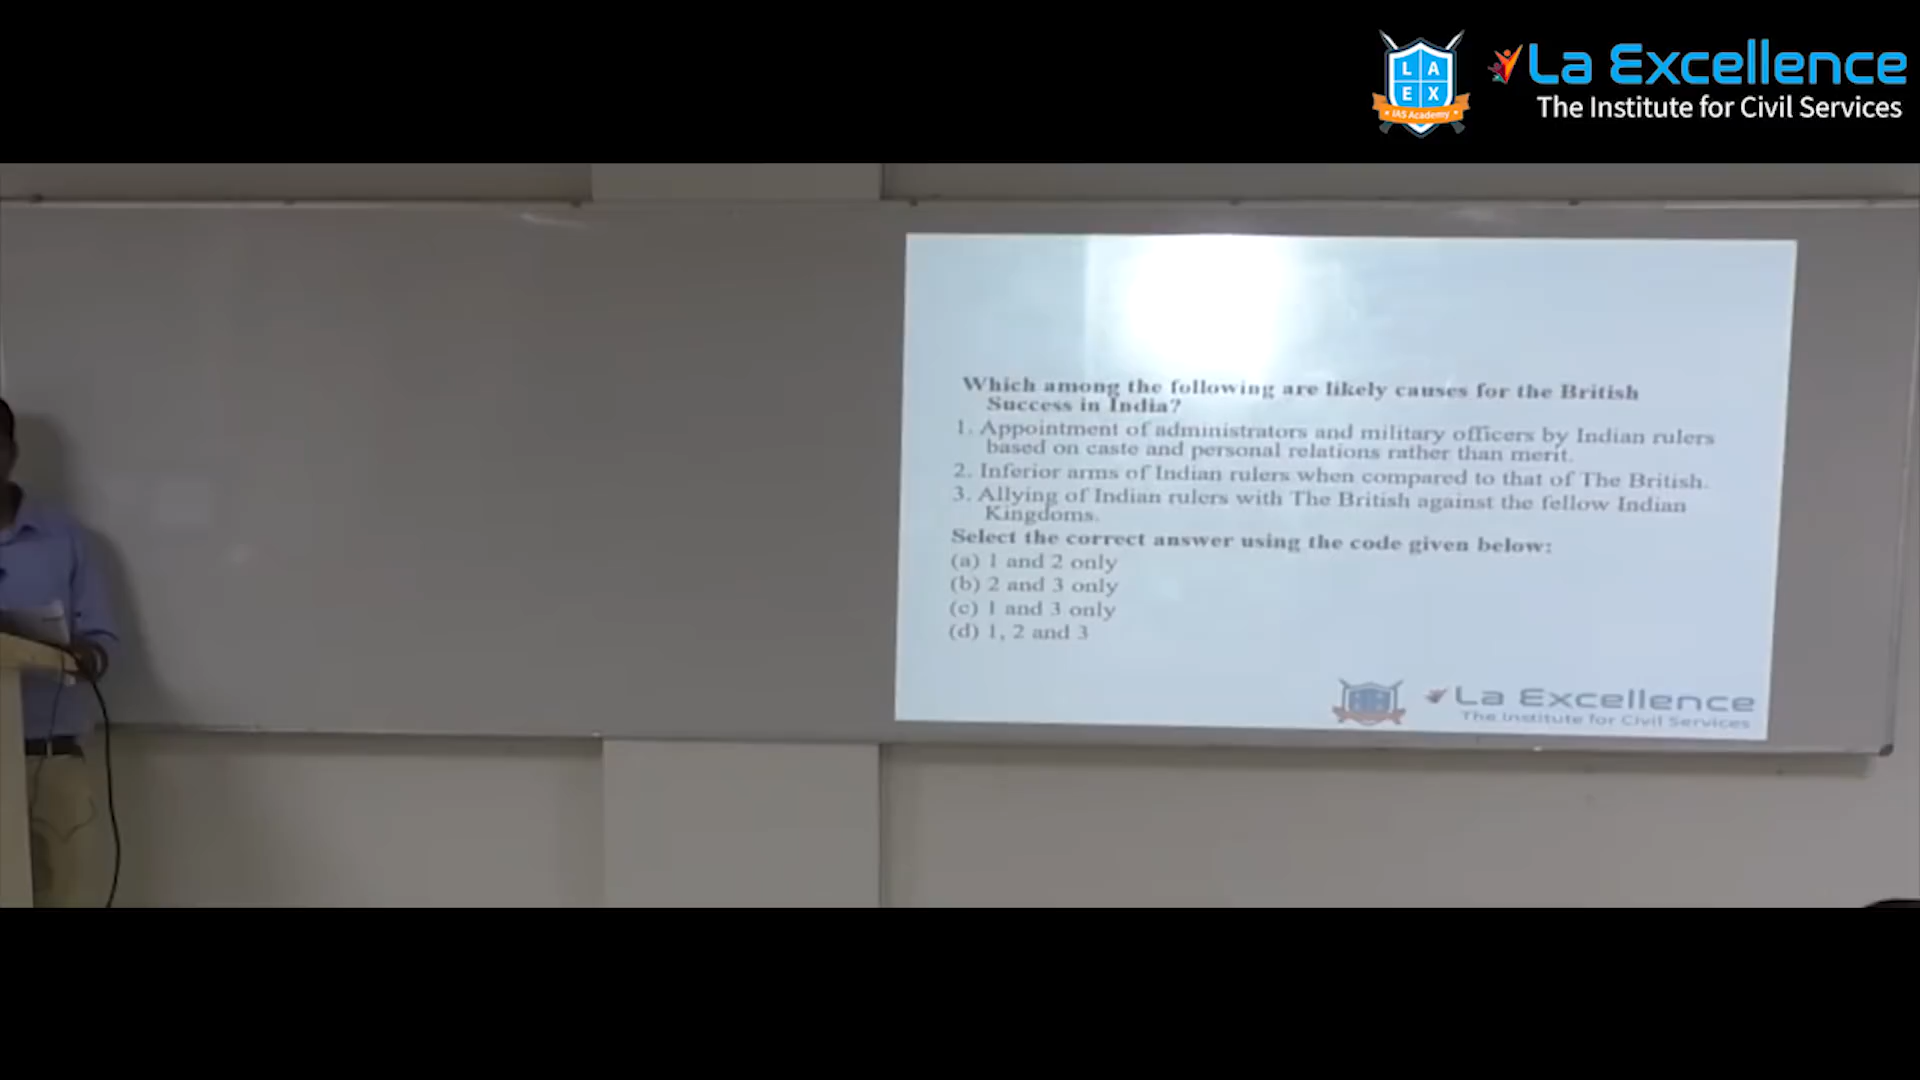 LA
EX
IAS Academy
La Excellence
The Institute for Civil Services
Which among the following are likely causes for the British
Success in India?
1. Appointment of administrators and military officers by Indian rulers
based on caste and personal relations rather than merit.
2. Inferior arms of Indian rulers when compared to that of The British.
3. Allying of Indian rulers with The British against the fellow Indian
Kingdoms.
Select the correct answer using the code given below:
(a) 1 and 2 only
(b) 2 and 3 only
(c) 1 and 3 only
(d) 1, 2 and 3
La Excellence
The Institute for Civil Services